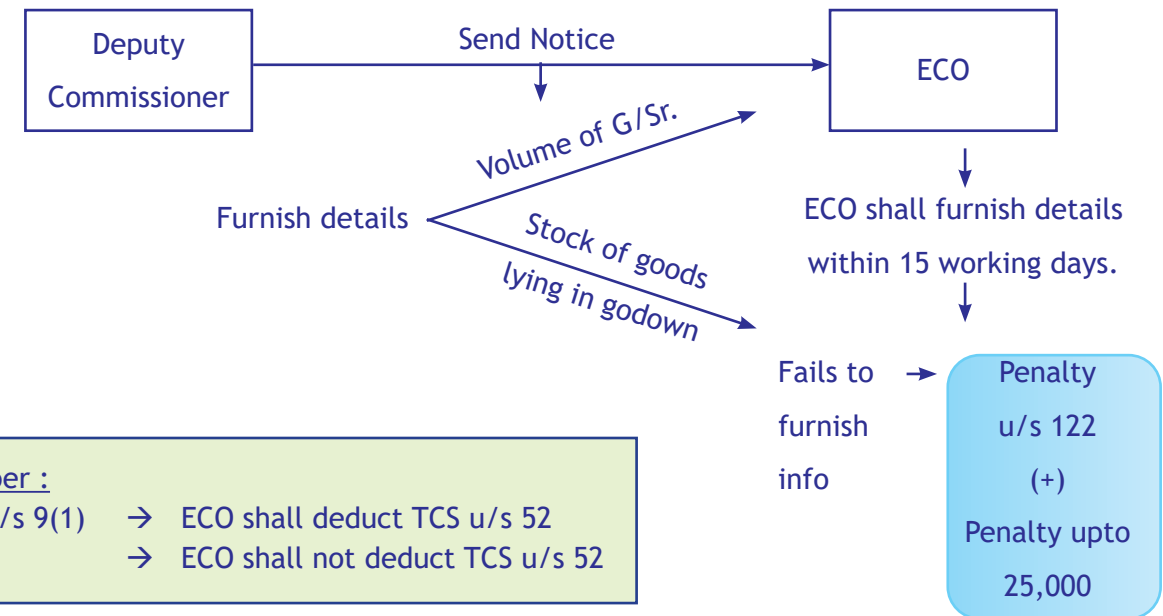 Deputy
Commissioner
Send Notice
ECO
Volume of G/Sr.
Furnish details
Stock of goods
lying in godown
ECO shall furnish details
within 15 working days.
Fails to
furnish
info
Penalty
u/s 122
(+)
Penalty upto
25,000
:
9(1) → ECO shall deduct TCS u/s 52
→ ECO shall not deduct TCS u/s 52